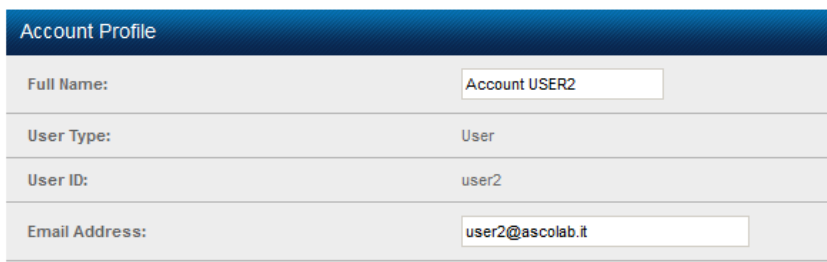 Account Profile
Full Name: Account USER2
User Type: User
User ID: user2
Email Address: user2@ascolab.it